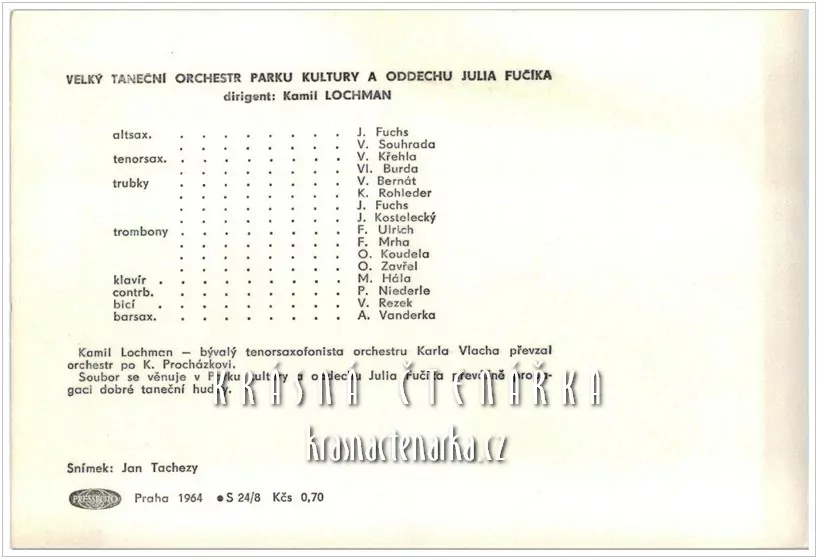 VELKÝ TANEČNÍ ORCHESTR PARKU KULTURY A ODDECHU JULIA FUČÍKA
dirigent: Kamil LOCHMAN
altsax. . . . . . . . . J. Fuchs
. . . . . . . . V. Souhrada
tenorsax. . . . . . . . . V. Křehla
. . . . . . . . Vl. Burda
trubky . . . . . . . . V. Bernát
. . . . . . . . K. Rohleder
. . . . . . . . J. Fuchs
. . . . . . . . J. Kostelecký
trombony . . . . . . . . F. Ulrich
. . . . . . . . F. Mrha
. . . . . . . . O. Koudela
. . . . . . . . O. Zavřel
klavír . . . . . . . . . M. Hála
contrb. . . . . . . . . P. Niederle
bicí . . . . . . . . . V. Rezek
barsax. . . . . . . . . A. Vanderka
Kamil Lochman — bývalý tenorsaxofonista orchestru Karla Vlacha převzal
orchestr po K. Procházkovi.
Soubor se věnuje v Parku kultury a oddechu Julia Fučíka převážně propa-
gaci dobré taneční hudby.
KRÁSNÁ ČTENÁŘKA
krasnactenarka.cz
Snímek: Jan Tachezy
PRESSFOTO Praha 1964 • S 24/8 Kčs 0,70